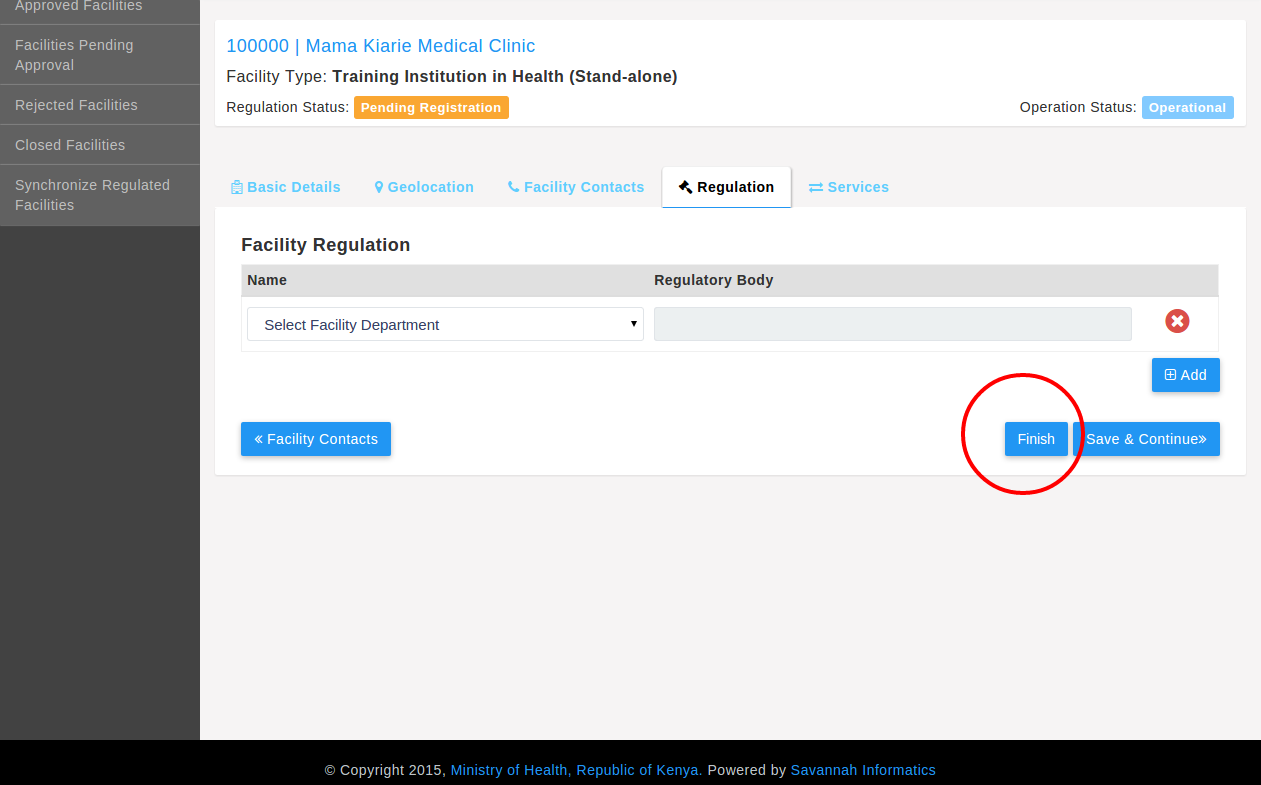 Approved Facilities
Facilities Pending
Approval
Rejected Facilities
Closed Facilities
Synchronize Regulated
Facilities
100000 | Mama Kiarie Medical Clinic
Facility Type: Training Institution in Health (Stand-alone)
Regulation Status: Pending Registration Operation Status: Operational
Basic Details Geolocation Facility Contacts Regulation Services
Facility Regulation
Name Regulatory Body
Select Facility Department
Add
« Facility Contacts Finish Save & Continue»
© Copyright 2015, Ministry of Health, Republic of Kenya. Powered by Savannah Informatics